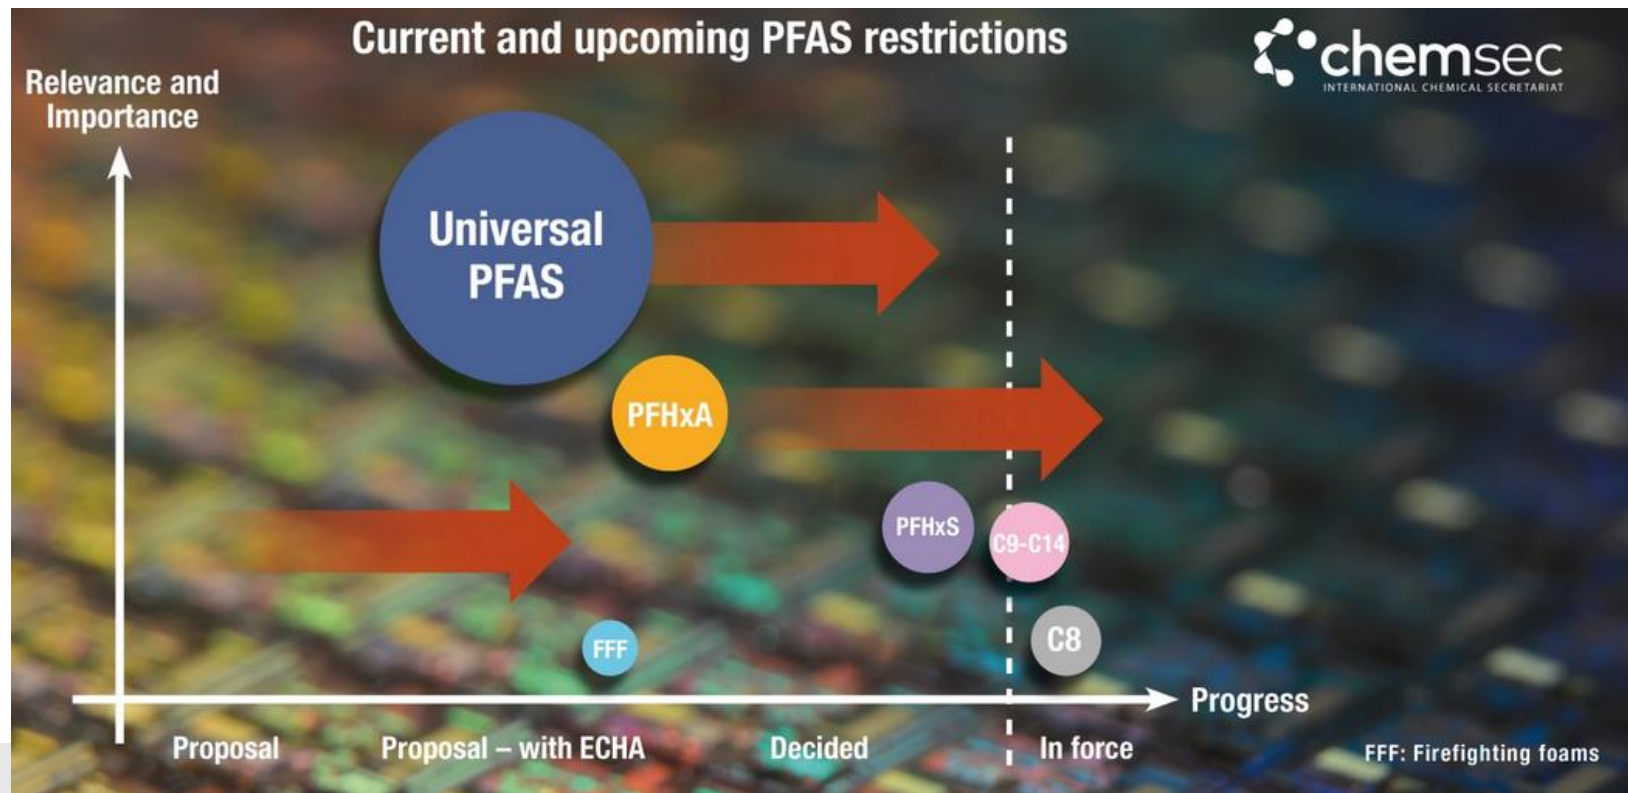 Current and upcoming PFAS restrictions
chemsec
INTERNATIONAL CHEMICAL SECRETARIAT
Relevance and
Importance
Universal
PFAS
PFHxA
PFHxS
C9-C14
FFF
C8
Progress
Proposal
Proposal – with ECHA
Decided
In force
FFF: Firefighting foams